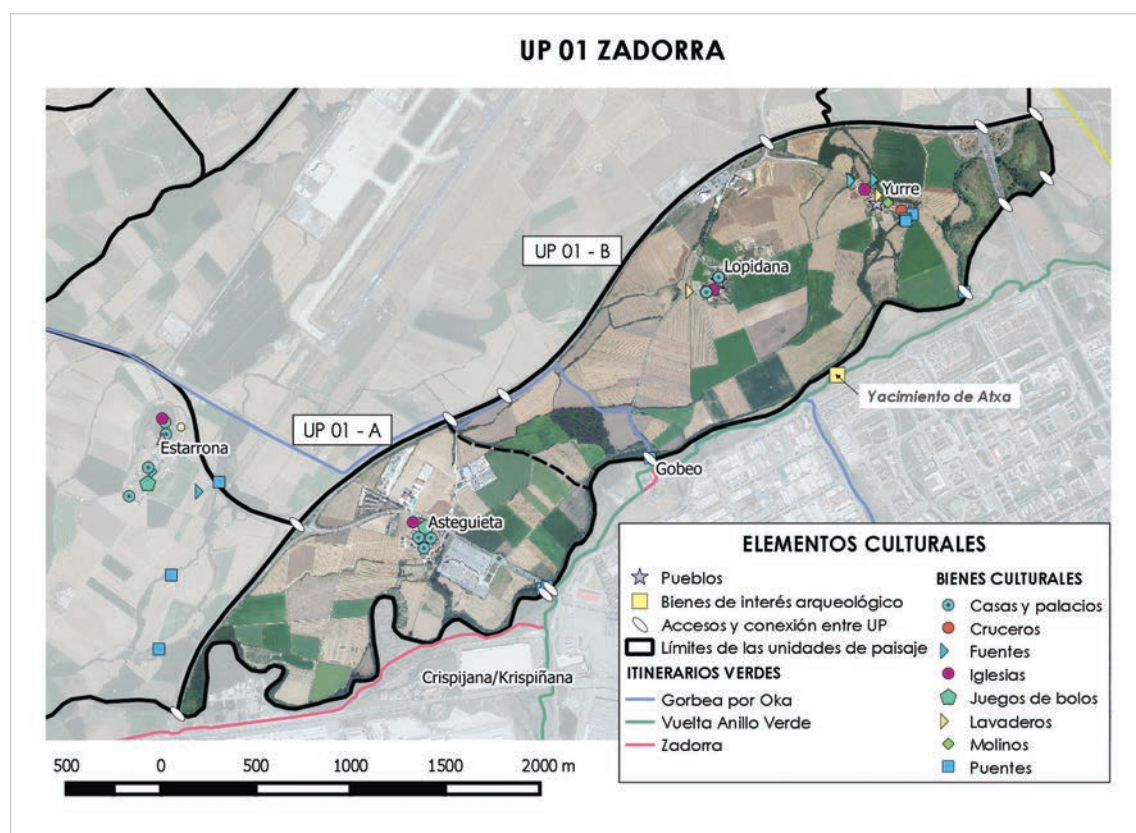 UP 01 ZADORRA
Yurre
UP 01 - B
Lopidana
Yacimiento de Atxa
UP 01 - A
Estarrona
Gobeo
Asteguieta
Crispijana/Krispiñana
ELEMENTOS CULTURALES
Pueblos
Bienes de interés arqueológico
Accesos y conexión entre UP
Límites de las unidades de paisaje
ITINERARIOS VERDES
Gorbea por Oka
Vuelta Anillo Verde
Zadorra
BIENES CULTURALES
Casas y palacios
Cruceros
Fuentes
Iglesias
Juegos de bolos
Lavaderos
Molinos
Puentes
500 0 500 1000 1500 2000 m